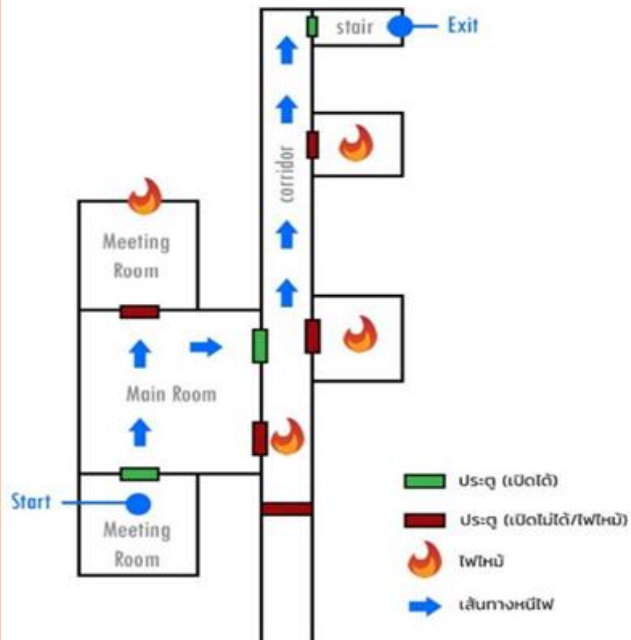 stair
Exit
corridor
Meeting
Room
Main Room
Start
Meeting
Room
ประตู (เปิดได้)
ประตู (เปิดไม่ได้/ไฟไหม้)
ไฟไหม้
เส้นทางหนีไฟ